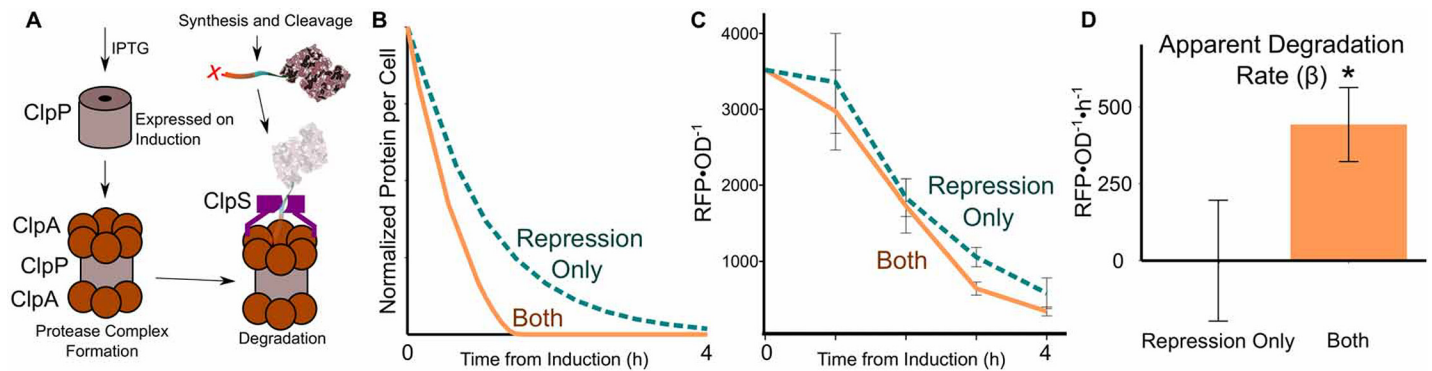 A
IPTG
ClpP
Expressed on
Induction
ClpA
ClpP
ClpA
Protease Complex
Formation
Synthesis and Cleavage
X
ClpS
Degradation
B
Normalized Protein per Cell
Repression
Only
Both
0
4
Time from Induction (h)
C
RFP•OD⁻¹
4000
3000
2000
1000
Repression
Only
Both
0
4
Time from Induction (h)
D
Apparent Degradation
Rate (β)
*
RFP•OD⁻¹•h⁻¹
500
250
0
Repression Only
Both